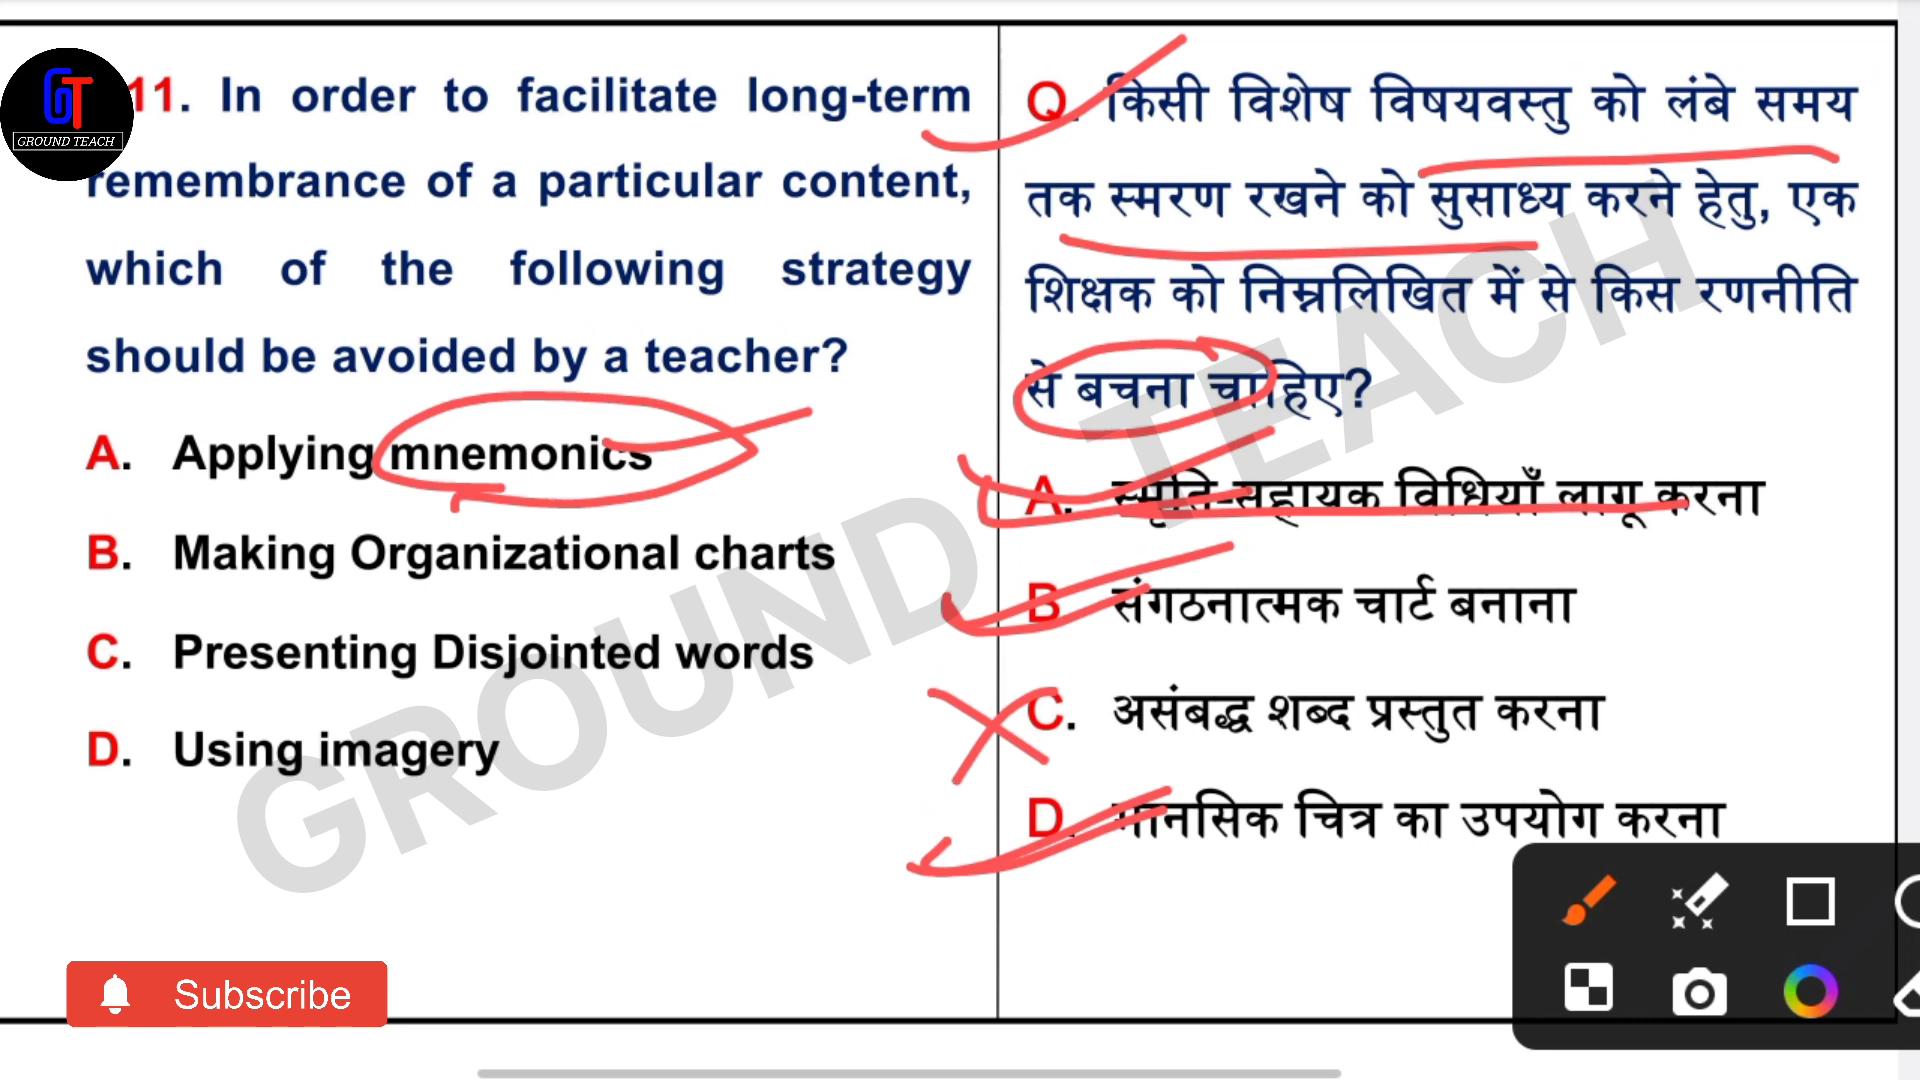 GT
GROUND TEACH
11. In order to facilitate long-term
remembrance of a particular content,
which of the following strategy
should be avoided by a teacher?
A. Applying mnemonics
B. Making Organizational charts
C. Presenting Disjointed words
D. Using imagery
Q. किसी विशेष विषयवस्तु को लंबे समय
तक स्मरण रखने को सुसाध्य करने हेतु, एक
शिक्षक को निम्नलिखित में से किस रणनीति
से बचना चाहिए?
A. स्मृति-सहायक विधियाँ लागू करना
B. संगठनात्मक चार्ट बनाना
C. असंबद्ध शब्द प्रस्तुत करना
D. मानसिक चित्र का उपयोग करना
GROUND TEACH
Subscribe